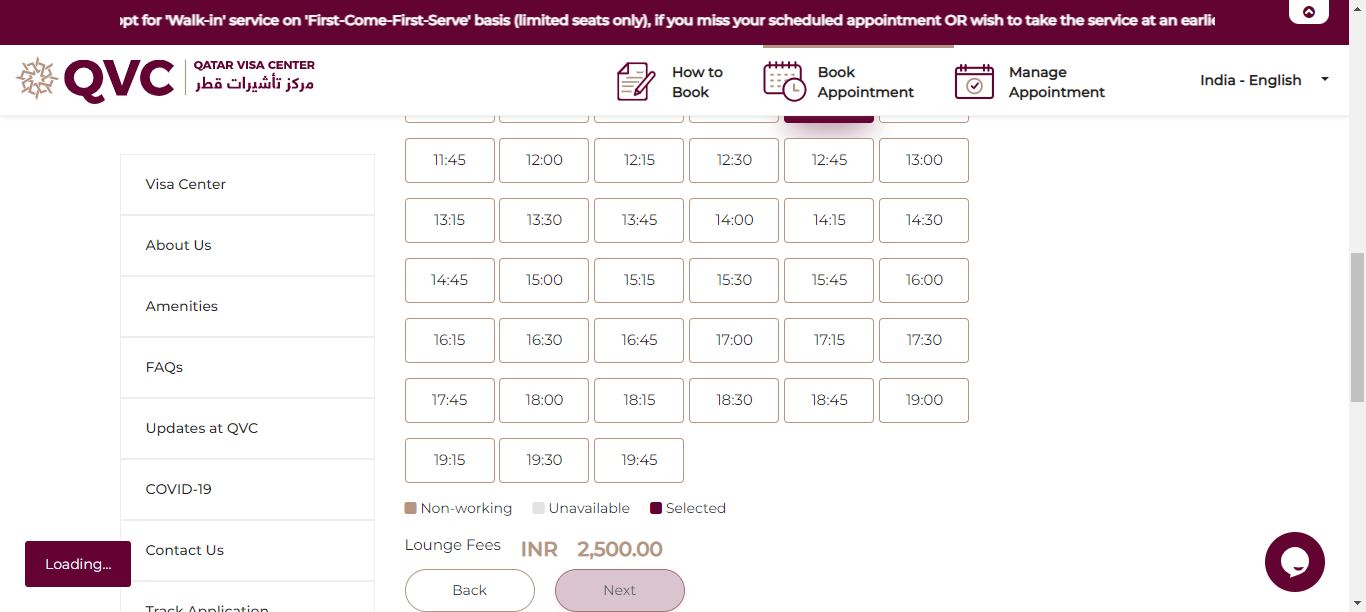 opt for 'Walk-in' service on 'First-Come-First-Serve' basis (limited seats only), if you miss your scheduled appointment OR wish to take the service at an
QVC
QATAR VISA CENTER
مركز تأشيرات قطر
How to
Book
Book
Appointment
Manage
Appointment
India - English
Visa Center
About Us
Amenities
FAQs
Updates at QVC
COVID-19
Contact Us
Track Application
11:45 12:00 12:15 12:30 12:45 13:00
13:15 13:30 13:45 14:00 14:15 14:30
14:45 15:00 15:15 15:30 15:45 16:00
16:15 16:30 16:45 17:00 17:15 17:30
17:45 18:00 18:15 18:30 18:45 19:00
19:15 19:30 19:45
Non-working Unavailable Selected
Lounge Fees INR 2,500.00
Back Next
Loading...